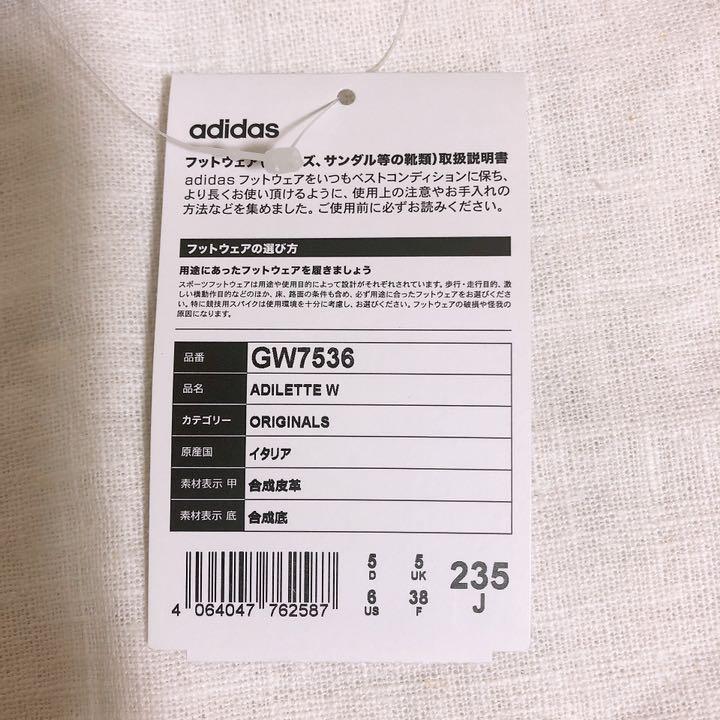 adidas
フットウェア( ズ、サンダル等の靴類)取扱説明書
adidas フットウェアをいつもベストコンディションに保ち、
より長くお使い頂けるように、使用上の注意やお手入れの
方法などを集めました。ご使用前に必ずお読みください。
フットウェアの選び方
用途にあったフットウェアを履きましょう
スポーツフットウェアは用途や使用目的によって設計がそれぞれされています。歩行・走行目的、激
しい機動作目的などのほか、床、路面の条件も含め、必ず用途に合ったフットウェアをお選びくださ
い。特に競技用スパイクは使用環境を十分に考慮し、お選びください。フットウェアの破損や怪我の
原因になります。
品番 GW7536
品名 ADILETTE W
カテゴリー ORIGINALS
原産国 イタリア
素材表示 甲 合成皮革
素材表示 底 合成底
5 D 5 UK 235 J
6 US 38 F
4 064047 762587